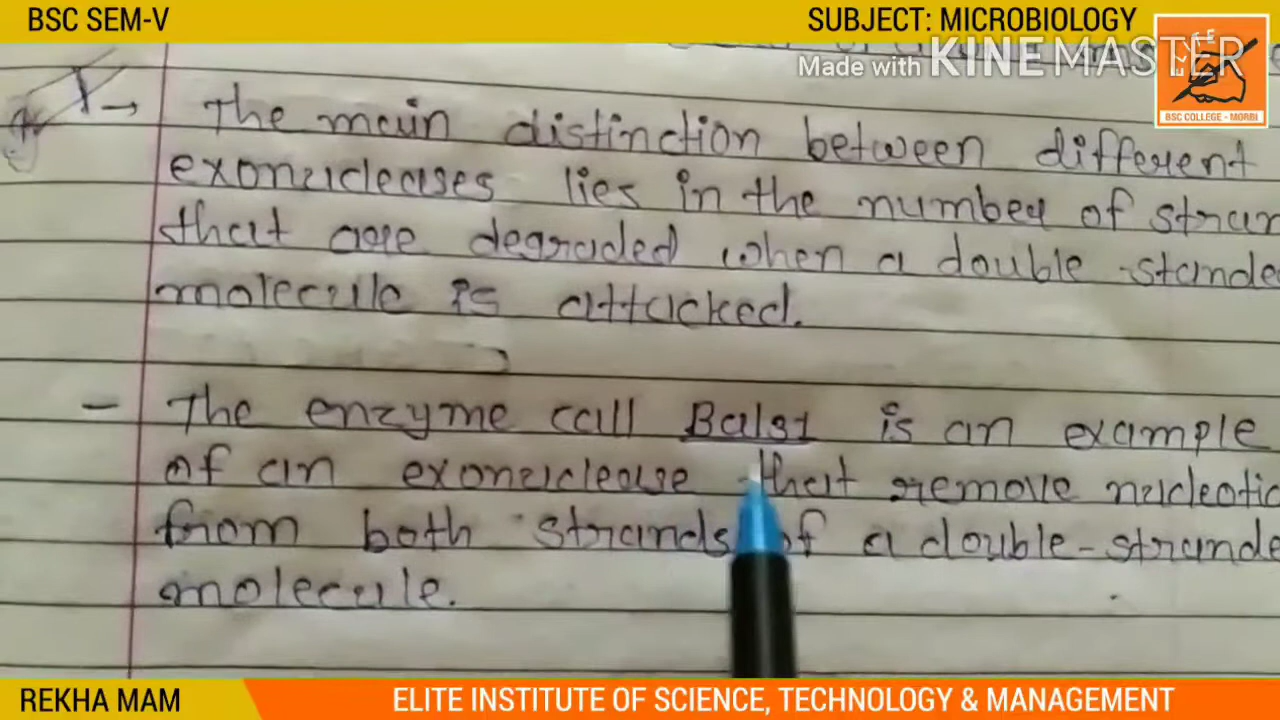 BSC SEM-V
SUBJECT: MICROBIOLOGY
Made with KINEMASTER
BSC COLLEGE - MORBI
The main distinction between different
exonucleases lies in the number of stran
that are degraded when a double-stande
molecule is attacked.
- The enzyme call Bal31 is an example
of an exonuclease that remove nucleotid
from both strands of a double-strande
molecule.
REKHA MAM
ELITE INSTITUTE OF SCIENCE, TECHNOLOGY & MANAGEMENT